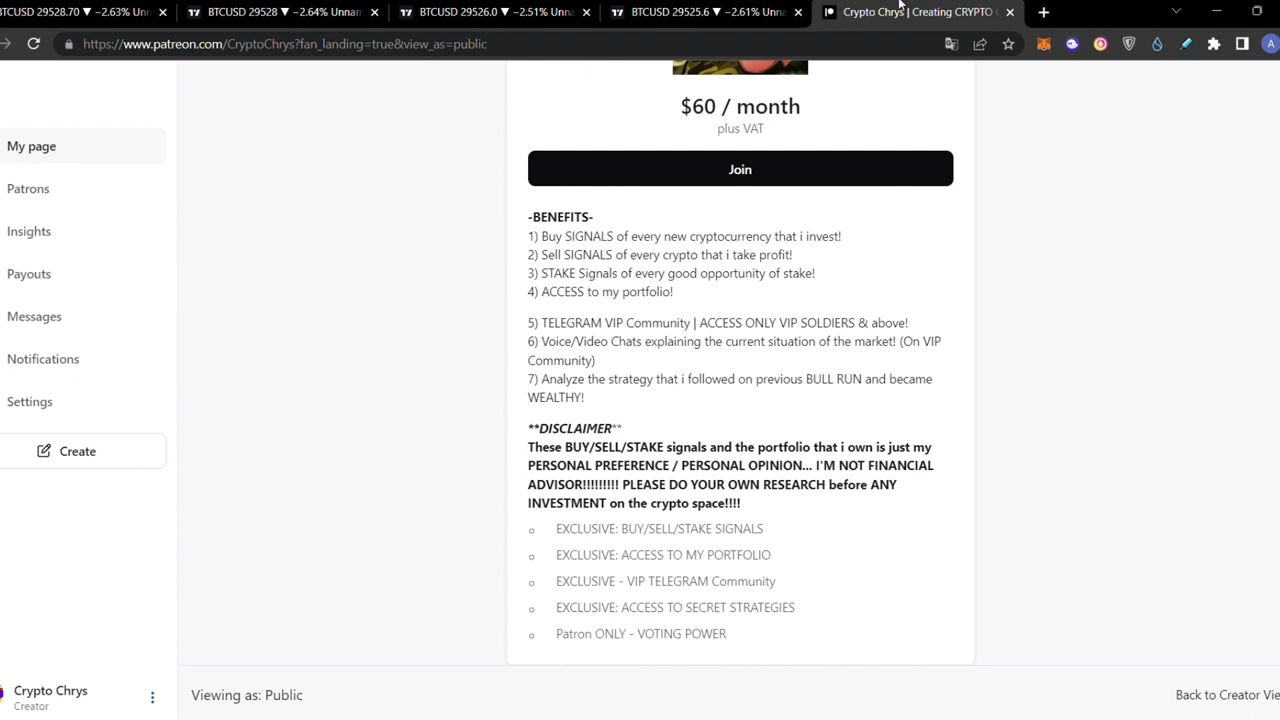 BTCUSD 29528.70 ▼ −2.63% Unn
BTCUSD 29528 ▼ −2.64% Unnam
BTCUSD 29526.0 ▼ −2.51% Unn
BTCUSD 29525.6 ▼ −2.61% Unna
Crypto Chrys | Creating CRYPTO C
https://www.patreon.com/CryptoChrys?fan_landing=true&view_as=public
A
$60 / month
plus VAT
Join
My page
Patrons
Insights
Payouts
Messages
Notifications
Settings
Create
-BENEFITS-
1) Buy SIGNALS of every new cryptocurrency that i invest!
2) Sell SIGNALS of every crypto that i take profit!
3) STAKE Signals of every good opportunity of stake!
4) ACCESS to my portfolio!
5) TELEGRAM VIP Community | ACCESS ONLY VIP SOLDIERS & above!
6) Voice/Video Chats explaining the current situation of the market! (On VIP
Community)
7) Analyze the strategy that i followed on previous BULL RUN and became
WEALTHY!
**DISCLAIMER**
These BUY/SELL/STAKE signals and the portfolio that i own is just my
PERSONAL PREFERENCE / PERSONAL OPINION... I'M NOT FINANCIAL
ADVISOR!!!!!!!!! PLEASE DO YOUR OWN RESEARCH before ANY
INVESTMENT on the crypto space!!!!
EXCLUSIVE: BUY/SELL/STAKE SIGNALS
EXCLUSIVE: ACCESS TO MY PORTFOLIO
EXCLUSIVE - VIP TELEGRAM Community
EXCLUSIVE: ACCESS TO SECRET STRATEGIES
Patron ONLY - VOTING POWER
Crypto Chrys
Creator
Viewing as: Public
Back to Creator Vie